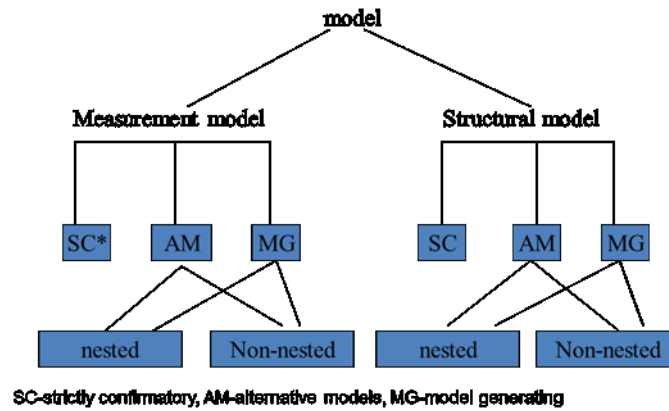 model
Measurement model Structural model
SC* AM MG SC AM MG
nested Non-nested nested Non-nested
SC-strictly confirmatory, AM-alternative models, MG-model generating